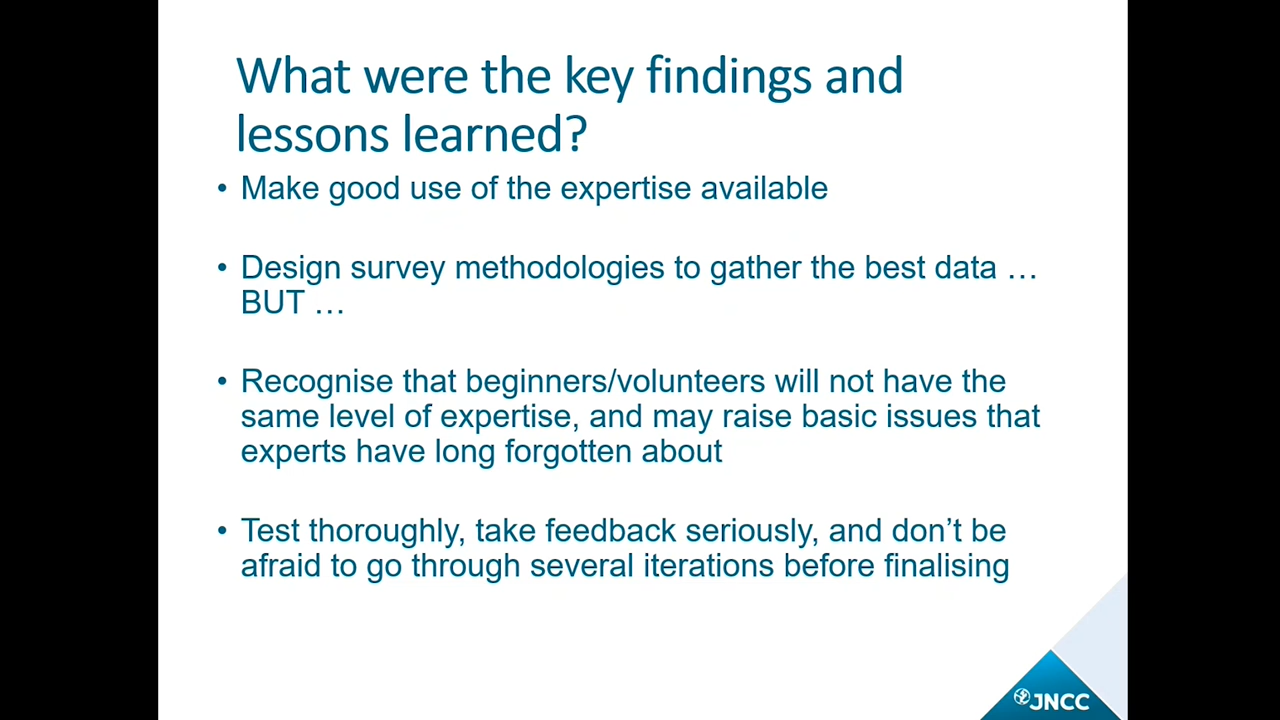 What were the key findings and
lessons learned?
• Make good use of the expertise available
• Design survey methodologies to gather the best data …
BUT …
• Recognise that beginners/volunteers will not have the
same level of expertise, and may raise basic issues that
experts have long forgotten about
• Test thoroughly, take feedback seriously, and don’t be
afraid to go through several iterations before finalising
JNCC